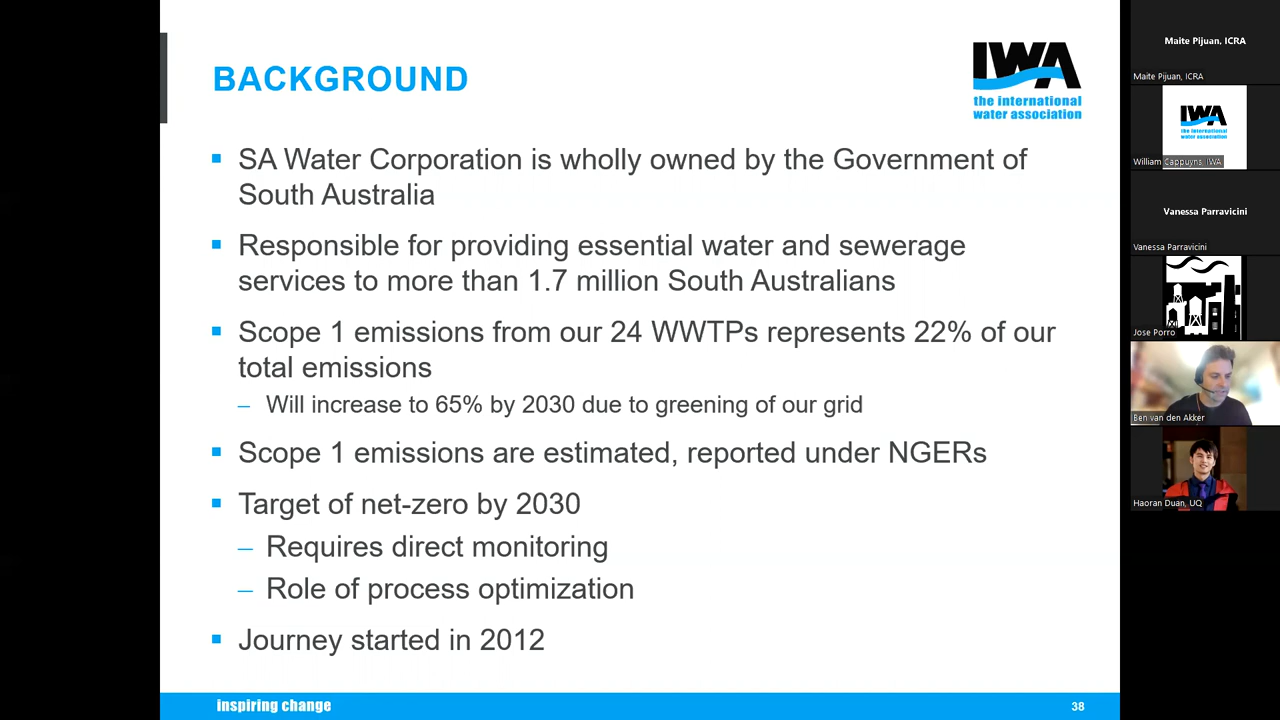 BACKGROUND
IWA
the international
water association
SA Water Corporation is wholly owned by the Government of
South Australia
Responsible for providing essential water and sewerage
services to more than 1.7 million South Australians
Scope 1 emissions from our 24 WWTPs represents 22% of our
total emissions
– Will increase to 65% by 2030 due to greening of our grid
Scope 1 emissions are estimated, reported under NGERs
Target of net-zero by 2030
– Requires direct monitoring
– Role of process optimization
Journey started in 2012
inspiring change
38
Maite Pijuan, ICRA
Maite Pijuan, ICRA
IWA
the international
water association
William Cappuyns, IWA
Vanessa Parravicini
Vanessa Parravicini
Jose Porro
Ben van den Akker
Haoran Duan, UQ